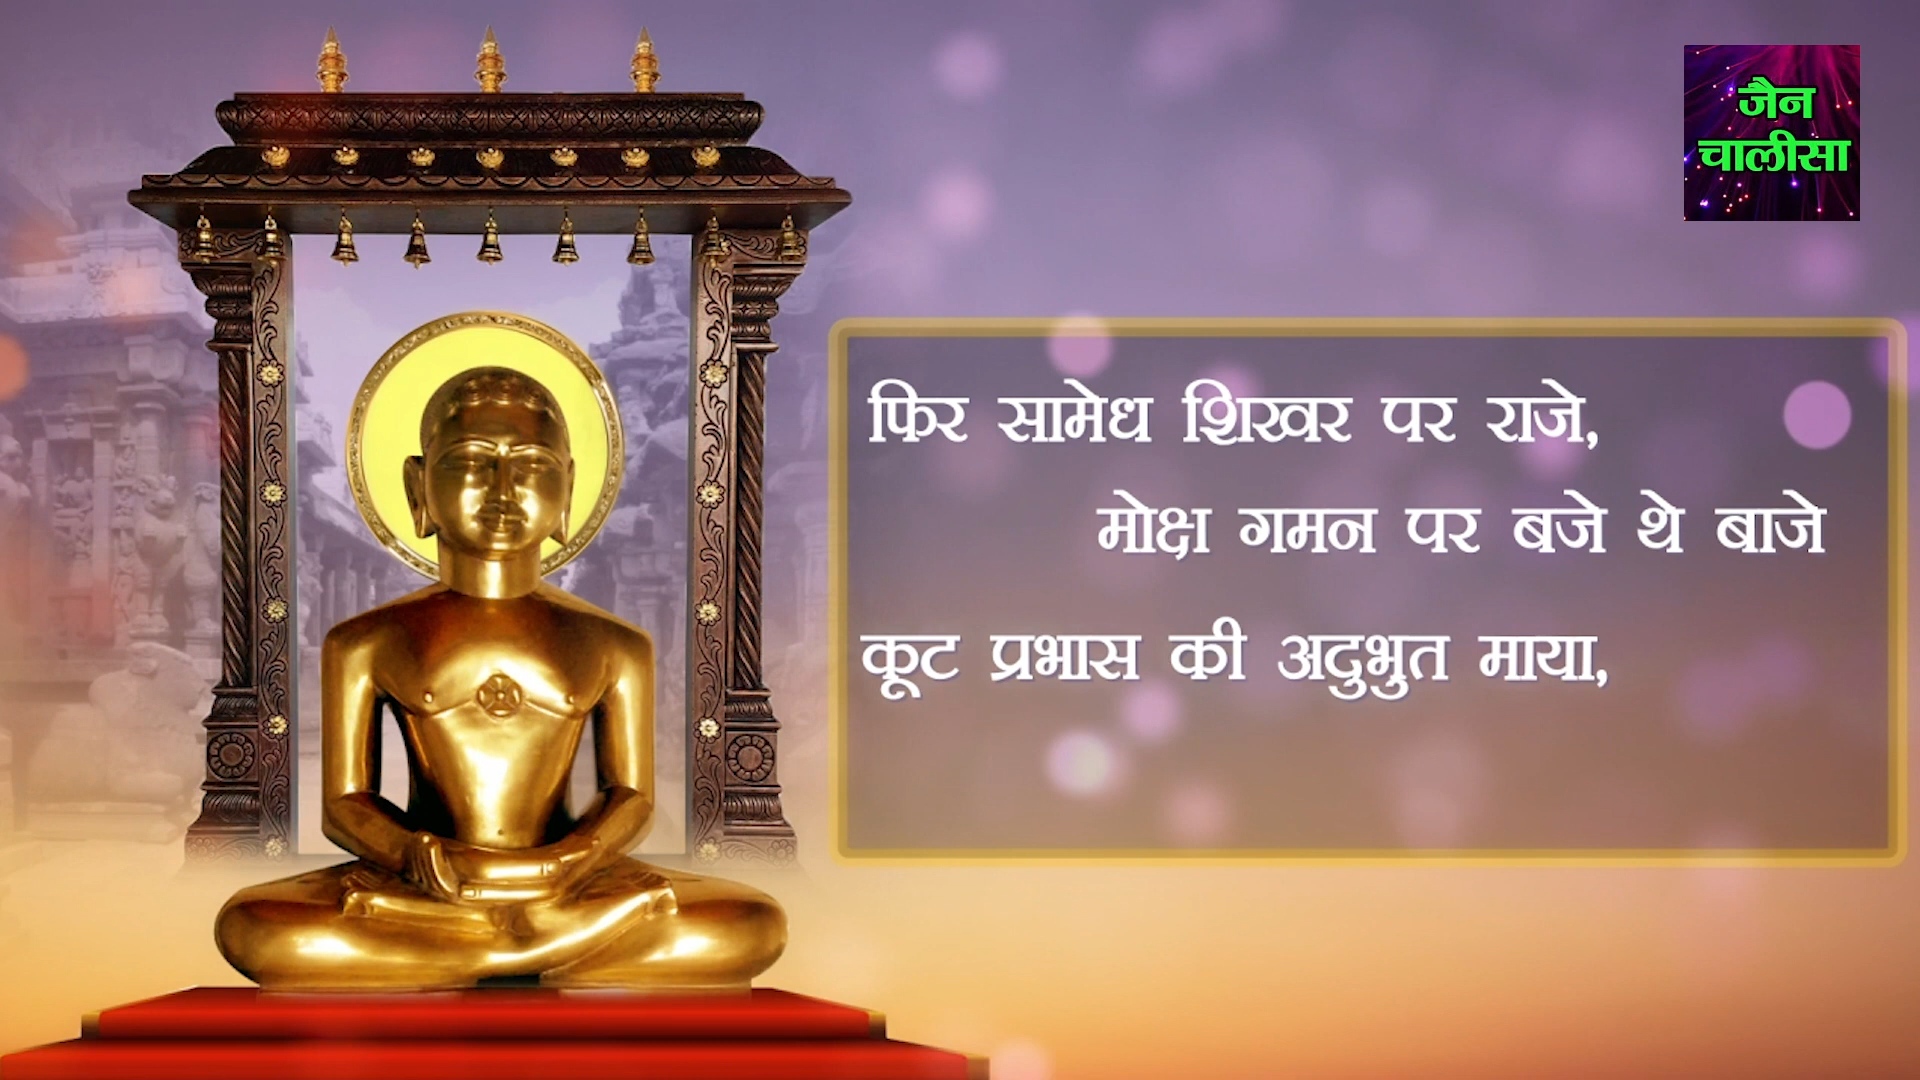 जैन
चालीसा
फिर सामेध शिखर पर राजे,
मोक्ष गमन पर बजे थे बाजे
कूट प्रभास की अदुभुत माया,